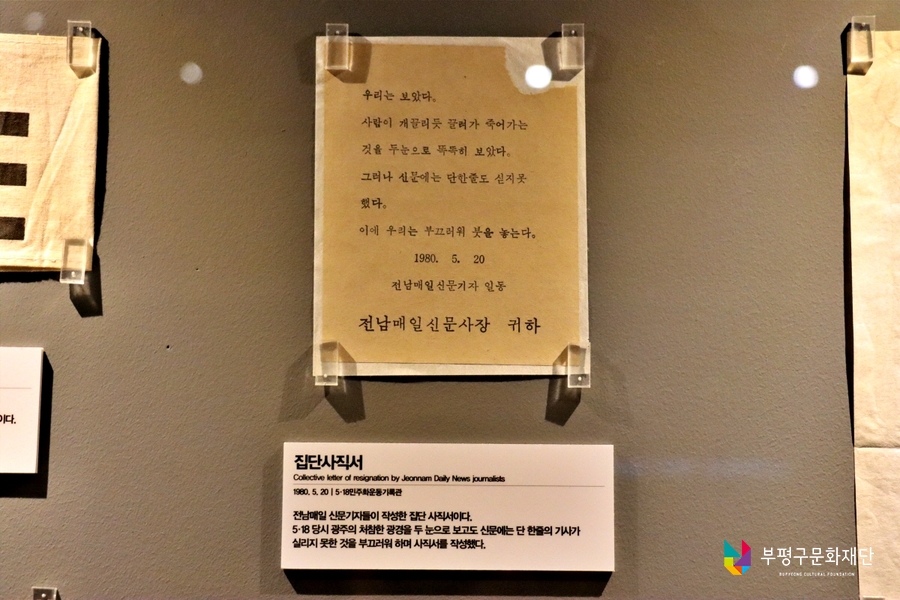 우리는 보았다.
사람이 개끌리듯 끌려가 죽어가는
것을 두눈으로 똑똑히 보았다.
그러나 신문에는 단한줄도 싣지못
했다.
이에 우리는 부끄러워 붓을 놓는다.
1980. 5. 20
전남매일신문기자 일동
전남매일신문사장 귀하
이다.
집단사직서
Collective letter of resignation by Jeonnam Daily News journalists
1980. 5. 20 | 5·18민주화운동기록관
전남매일 신문기자들이 작성한 집단 사직서이다.
5·18 당시 광주의 처참한 광경을 두 눈으로 보고도 신문에는 단 한줄의 기사가
실리지 못한 것을 부끄러워 하며 사직서를 작성했다.
부평구문화재단
BUPYEONG CULTURAL FOUNDATION